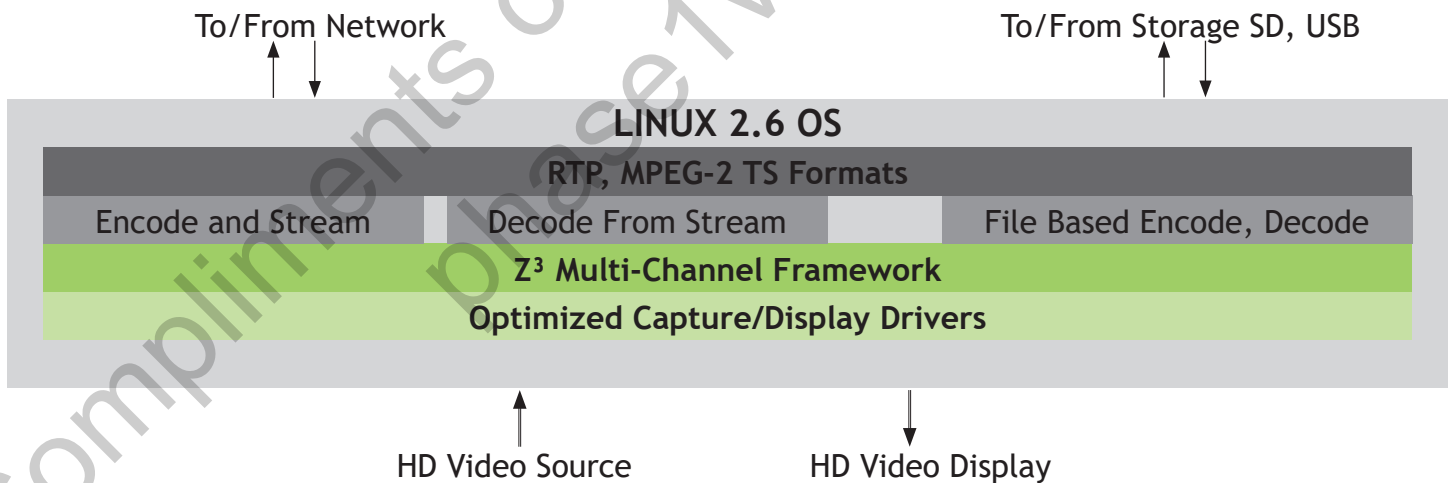 To/From Network
To/From Storage SD, USB
LINUX 2.6 OS
RTP, MPEG-2 TS Formats
Encode and Stream
Decode From Stream
File Based Encode, Decode
Z³ Multi-Channel Framework
Optimized Capture/Display Drivers
HD Video Source
HD Video Display